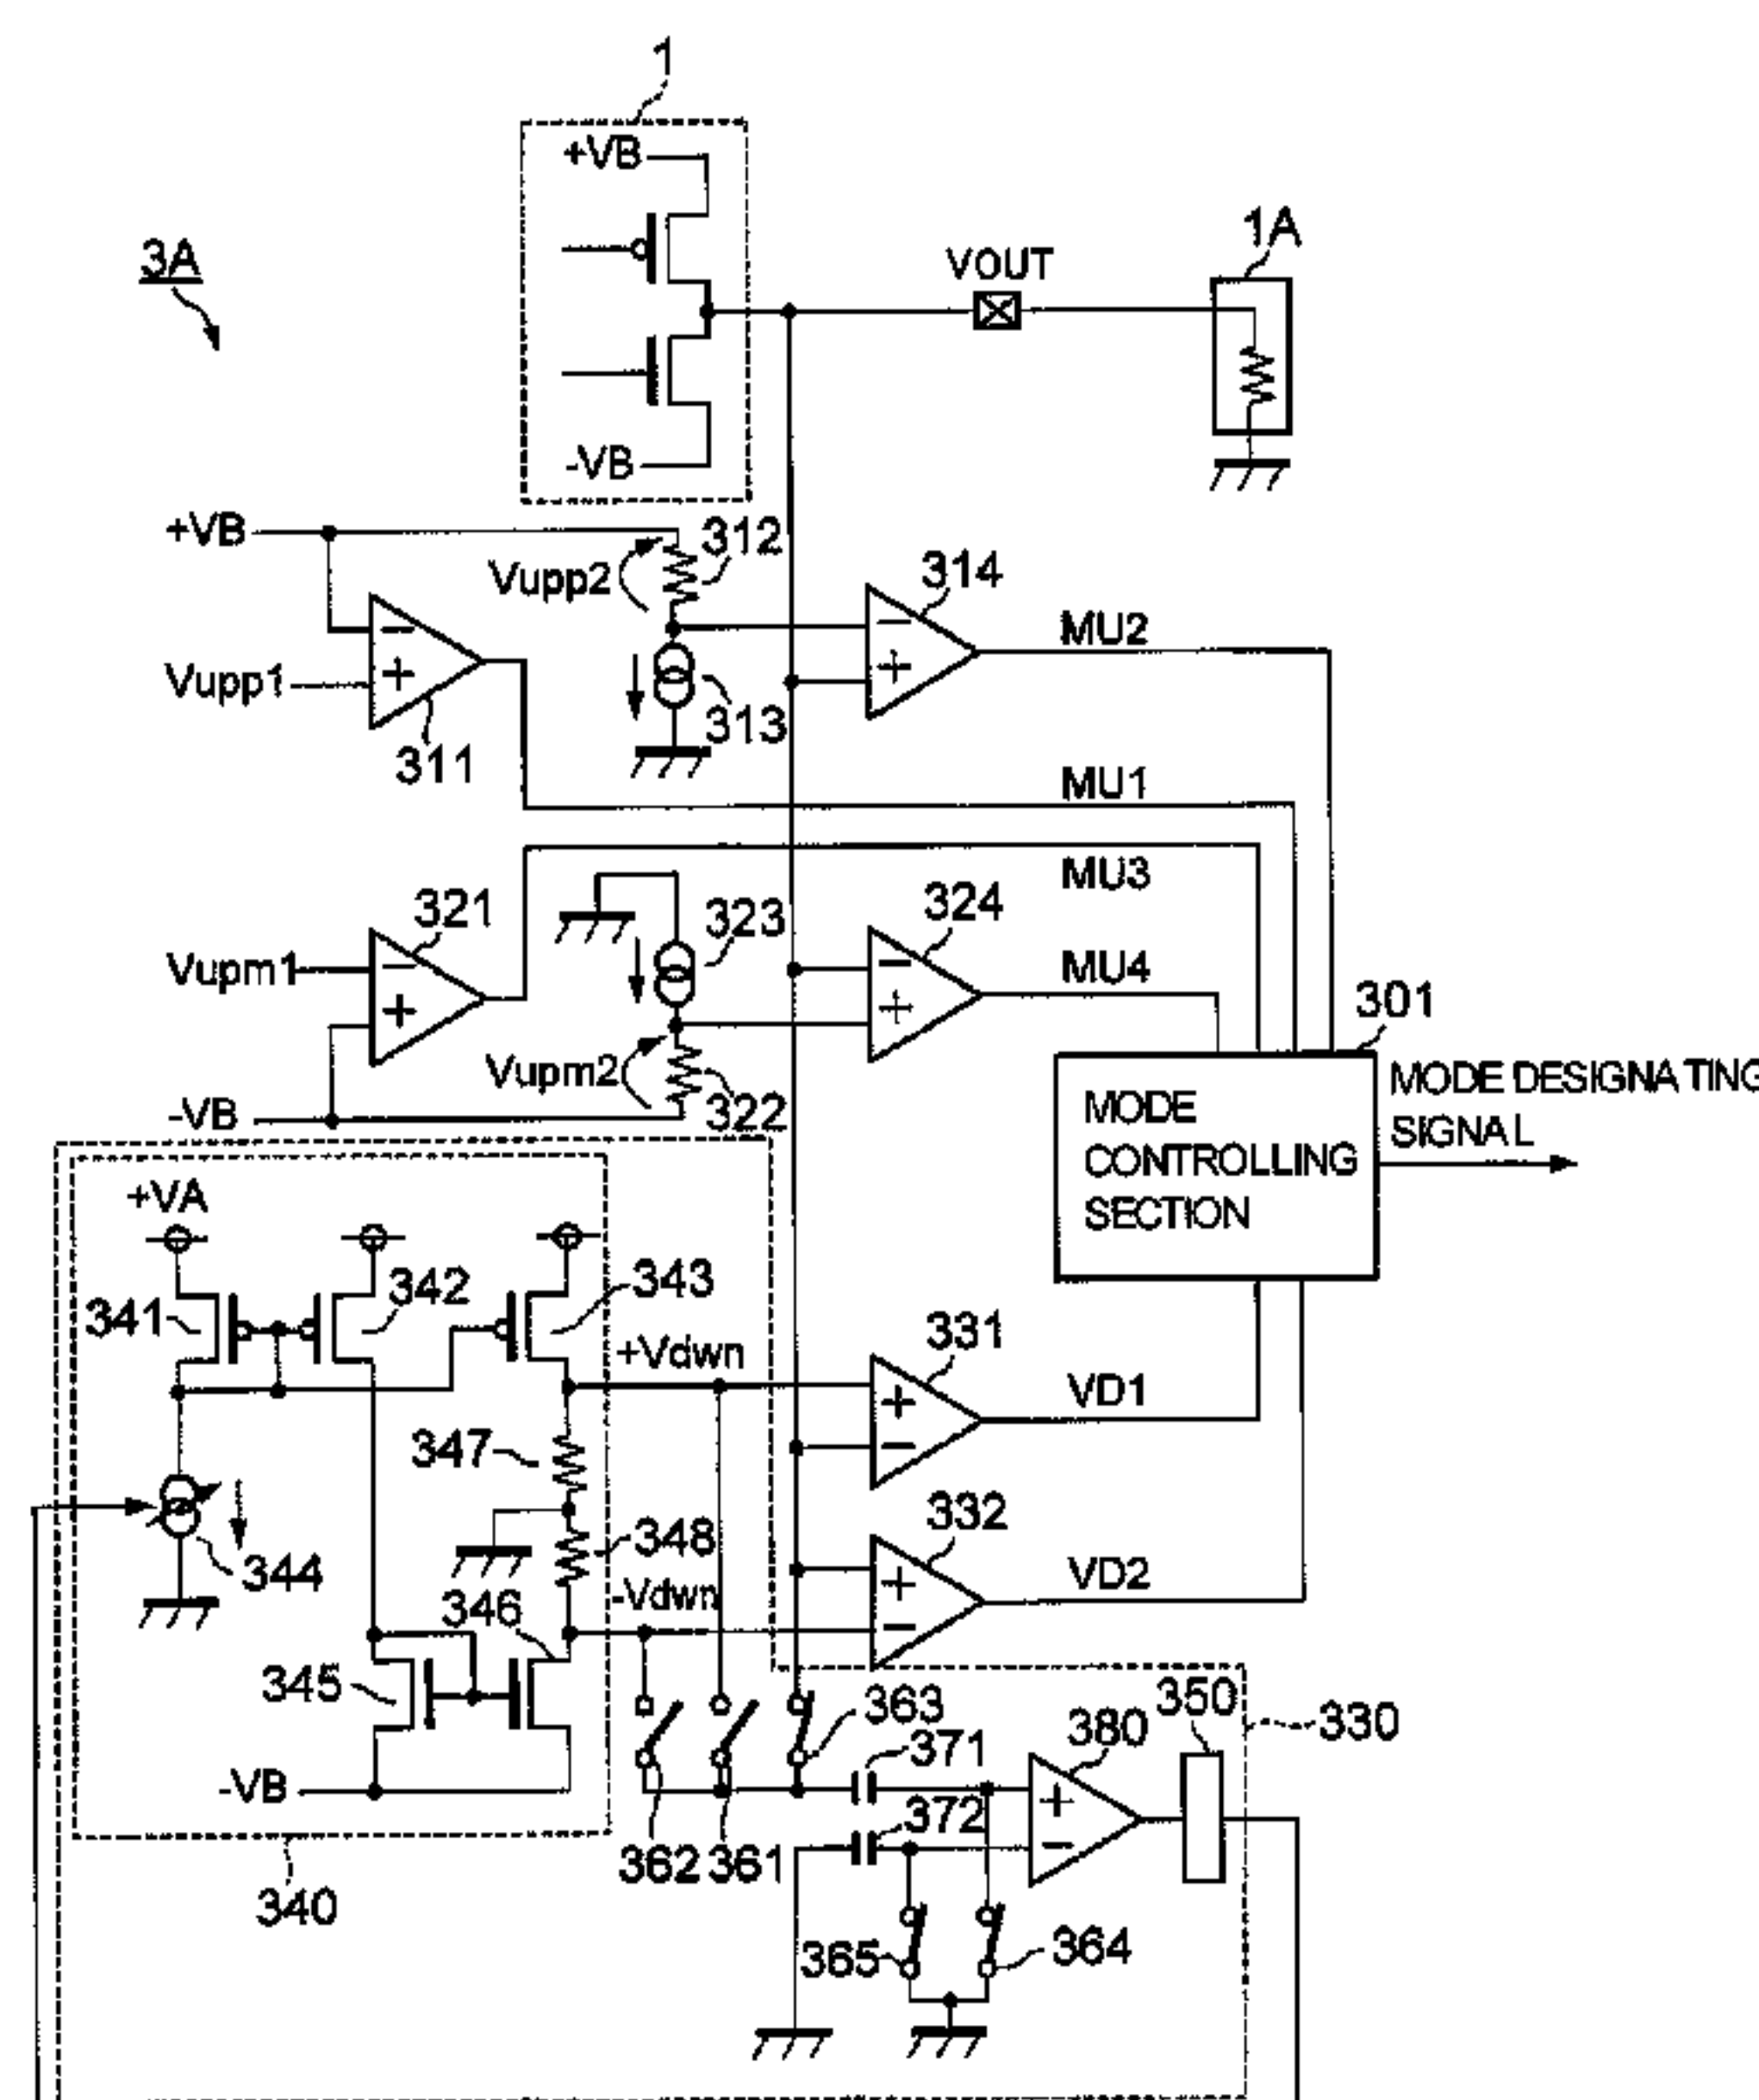 1
+VB
3A
1A
VOUT
-VB
+VB
312
Vupp2
314
MU2
Vupp1
313
311
MU1
MU3
321
323
324
Vupm1
MU4
301
Vupm2
322
-VB
MODE CONTROLLING SECTION
MODE DESIGNATING SIGNAL
+VA
341
342
343
331
+Vdwn
VD1
347
332
344
348
VD2
-Vdwn
346
345
350
363
380
330
371
-VB
372
362
361
340
365
364